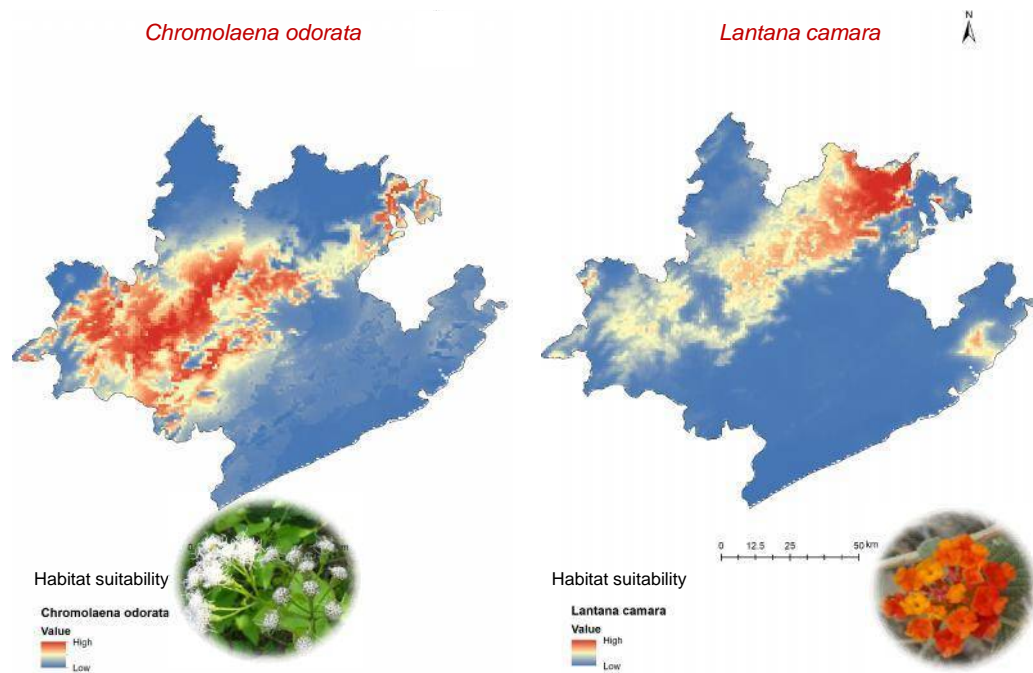 Chromolaena odorata
Lantana camara
N
0 12.5 25 50 km
Habitat suitability
Chromolaena odorata
Value
High
Low
Habitat suitability
Lantana camara
Value
High
Low